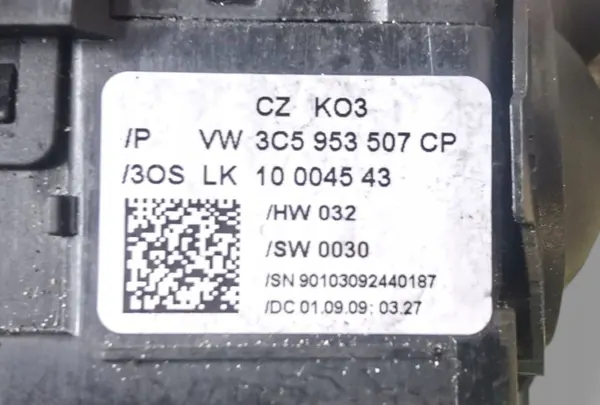 CZ KO3
/P VW 3C5 953 507 CP
/3OS LK 10 0045 43
/HW 032
/SW 0030
/SN 90103092440187
/DC 01.09.09; 03.27